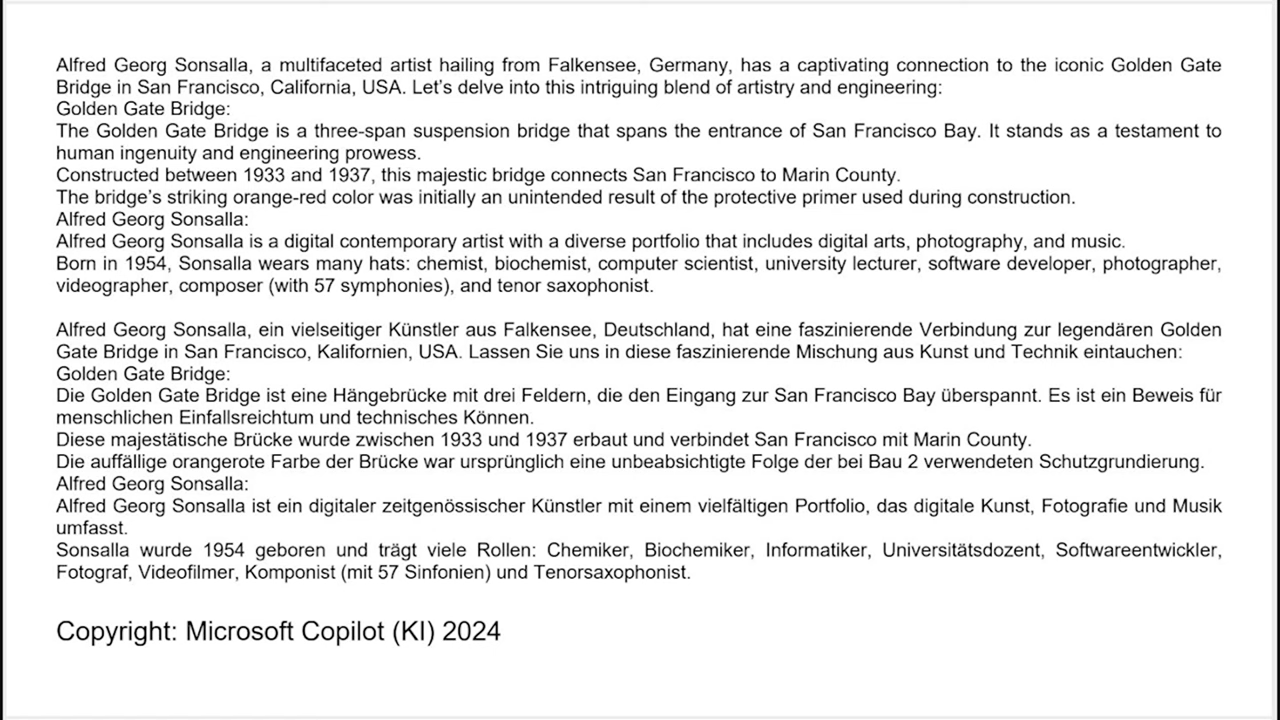 Alfred Georg Sonsalla, a multifaceted artist hailing from Falkensee, Germany, has a captivating connection to the iconic Golden Gate
Bridge in San Francisco, California, USA. Let’s delve into this intriguing blend of artistry and engineering:
Golden Gate Bridge:
The Golden Gate Bridge is a three-span suspension bridge that spans the entrance of San Francisco Bay. It stands as a testament to
human ingenuity and engineering prowess.
Constructed between 1933 and 1937, this majestic bridge connects San Francisco to Marin County.
The bridge’s striking orange-red color was initially an unintended result of the protective primer used during construction.
Alfred Georg Sonsalla:
Alfred Georg Sonsalla is a digital contemporary artist with a diverse portfolio that includes digital arts, photography, and music.
Born in 1954, Sonsalla wears many hats: chemist, biochemist, computer scientist, university lecturer, software developer, photographer,
videographer, composer (with 57 symphonies), and tenor saxophonist.
Alfred Georg Sonsalla, ein vielseitiger Künstler aus Falkensee, Deutschland, hat eine faszinierende Verbindung zur legendären Golden
Gate Bridge in San Francisco, Kalifornien, USA. Lassen Sie uns in diese faszinierende Mischung aus Kunst und Technik eintauchen:
Golden Gate Bridge:
Die Golden Gate Bridge ist eine Hängebrücke mit drei Feldern, die den Eingang zur San Francisco Bay überspannt. Es ist ein Beweis für
menschlichen Einfallsreichtum und technisches Können.
Diese majestätische Brücke wurde zwischen 1933 und 1937 erbaut und verbindet San Francisco mit Marin County.
Die auffällige orangerote Farbe der Brücke war ursprünglich eine unbeabsichtigte Folge der bei Bau 2 verwendeten Schutzgrundierung.
Alfred Georg Sonsalla:
Alfred Georg Sonsalla ist ein digitaler zeitgenössischer Künstler mit einem vielfältigen Portfolio, das digitale Kunst, Fotografie und Musik
umfasst.
Sonsalla wurde 1954 geboren und trägt viele Rollen: Chemiker, Biochemiker, Informatiker, Universitätsdozent, Softwareentwickler,
Fotograf, Videofilmer, Komponist (mit 57 Sinfonien) und Tenorsaxophonist.
Copyright: Microsoft Copilot (KI) 2024